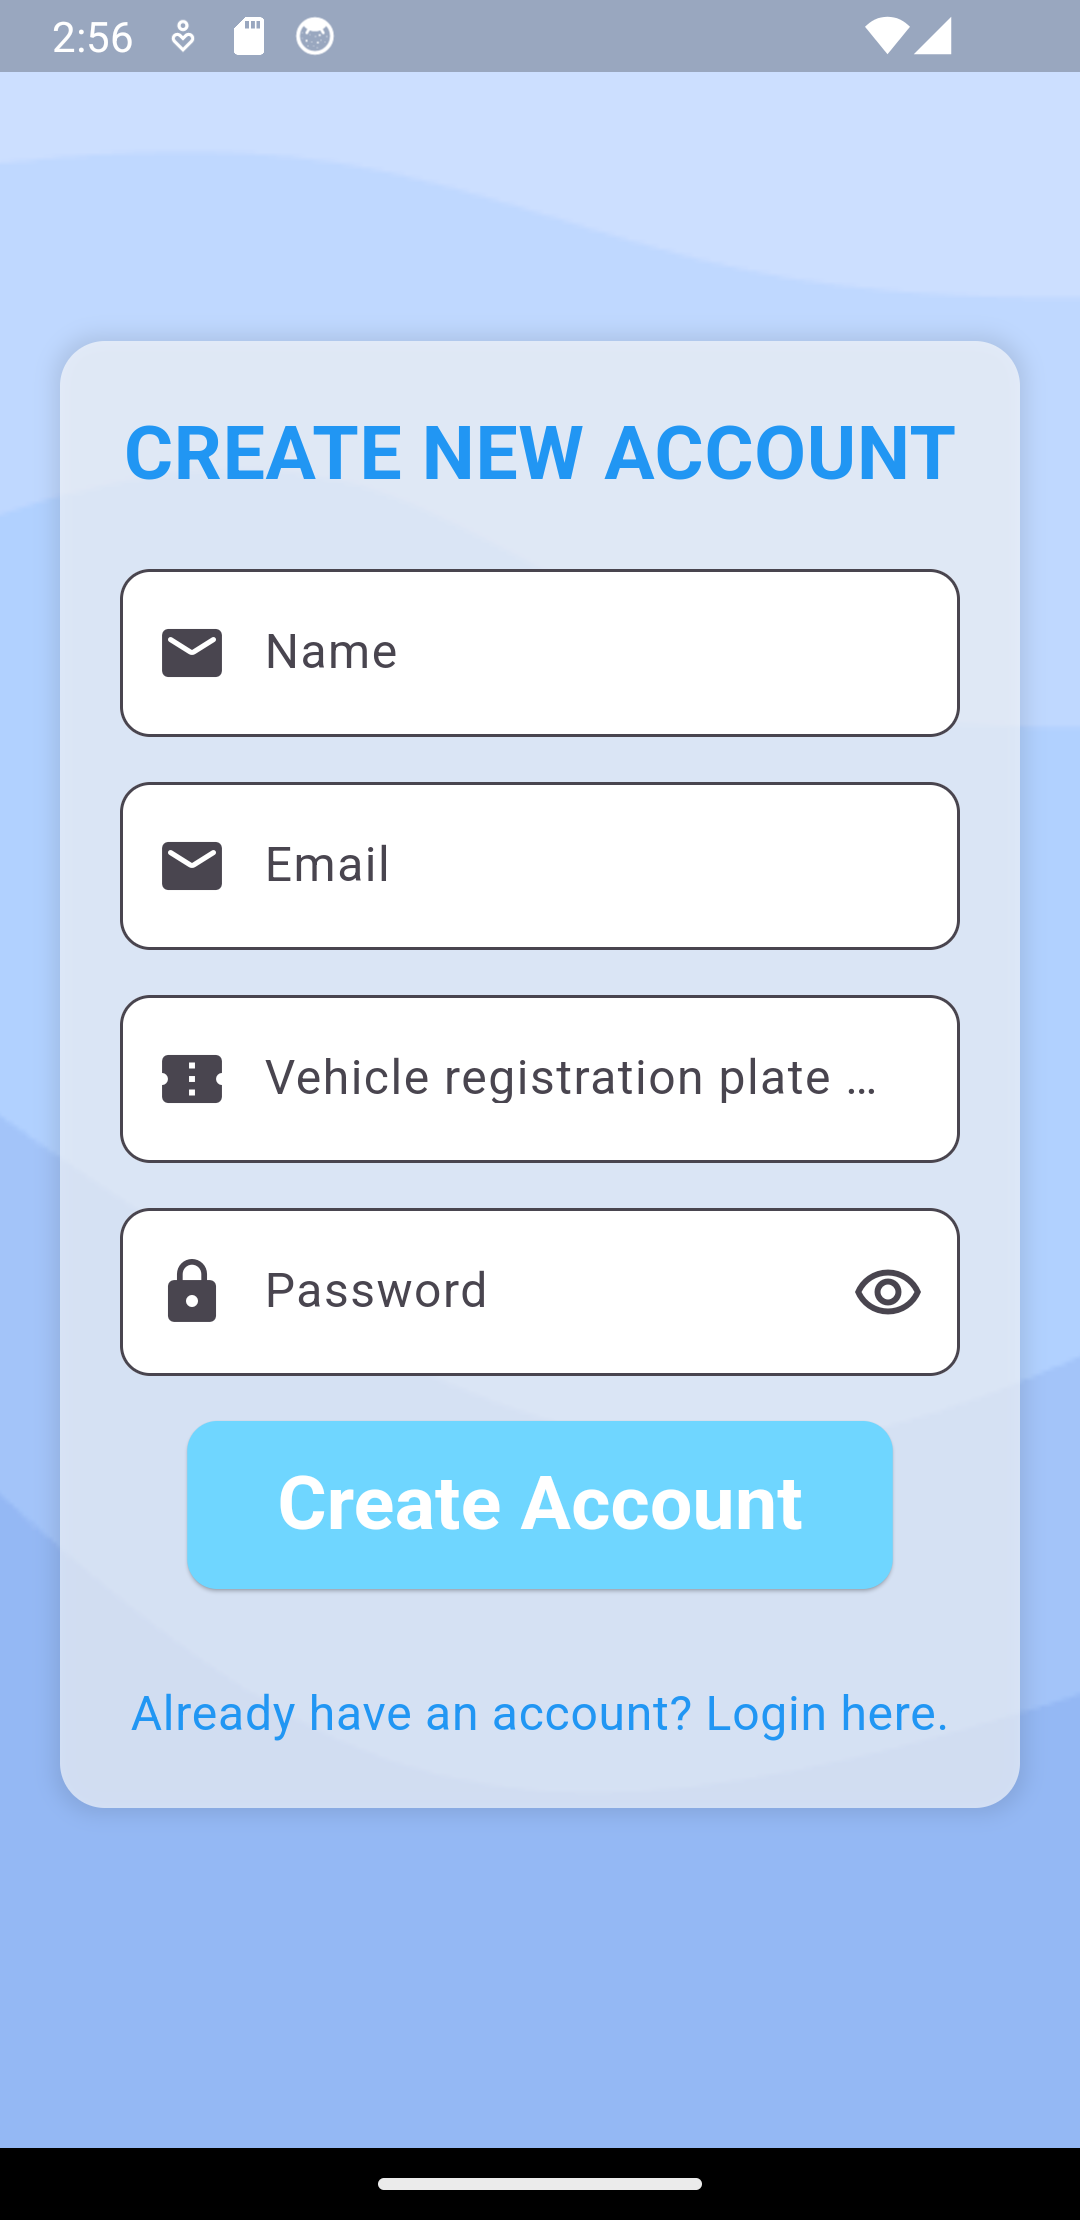 2:56
CREATE NEW ACCOUNT
Name
Email
Vehicle registration plate ...
Password
Create Account
Already have an account? Login here.